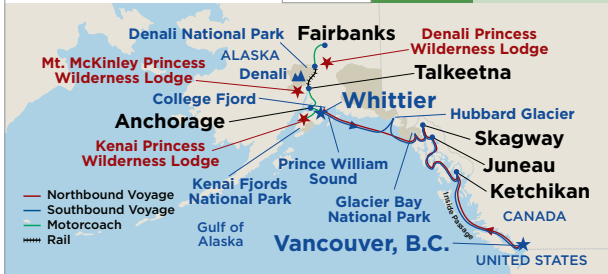 Fairbanks
Denali National Park
Denali Princess
Wilderness Lodge
ALASKA
Mt. McKinley Princess
Wilderness Lodge
Denali
Talkeetna
College Fjord
Whittier
Hubbard Glacier
Anchorage
Skagway
Kenai Princess
Wilderness Lodge
Juneau
Prince William
Sound
Ketchikan
Kenai Fjords
National Park
Glacier Bay
National Park
Northbound Voyage
Southbound Voyage
Motorcoach
Rail
Inside Passage
CANADA
Gulf of
Alaska
Vancouver, B.C.
UNITED STATES